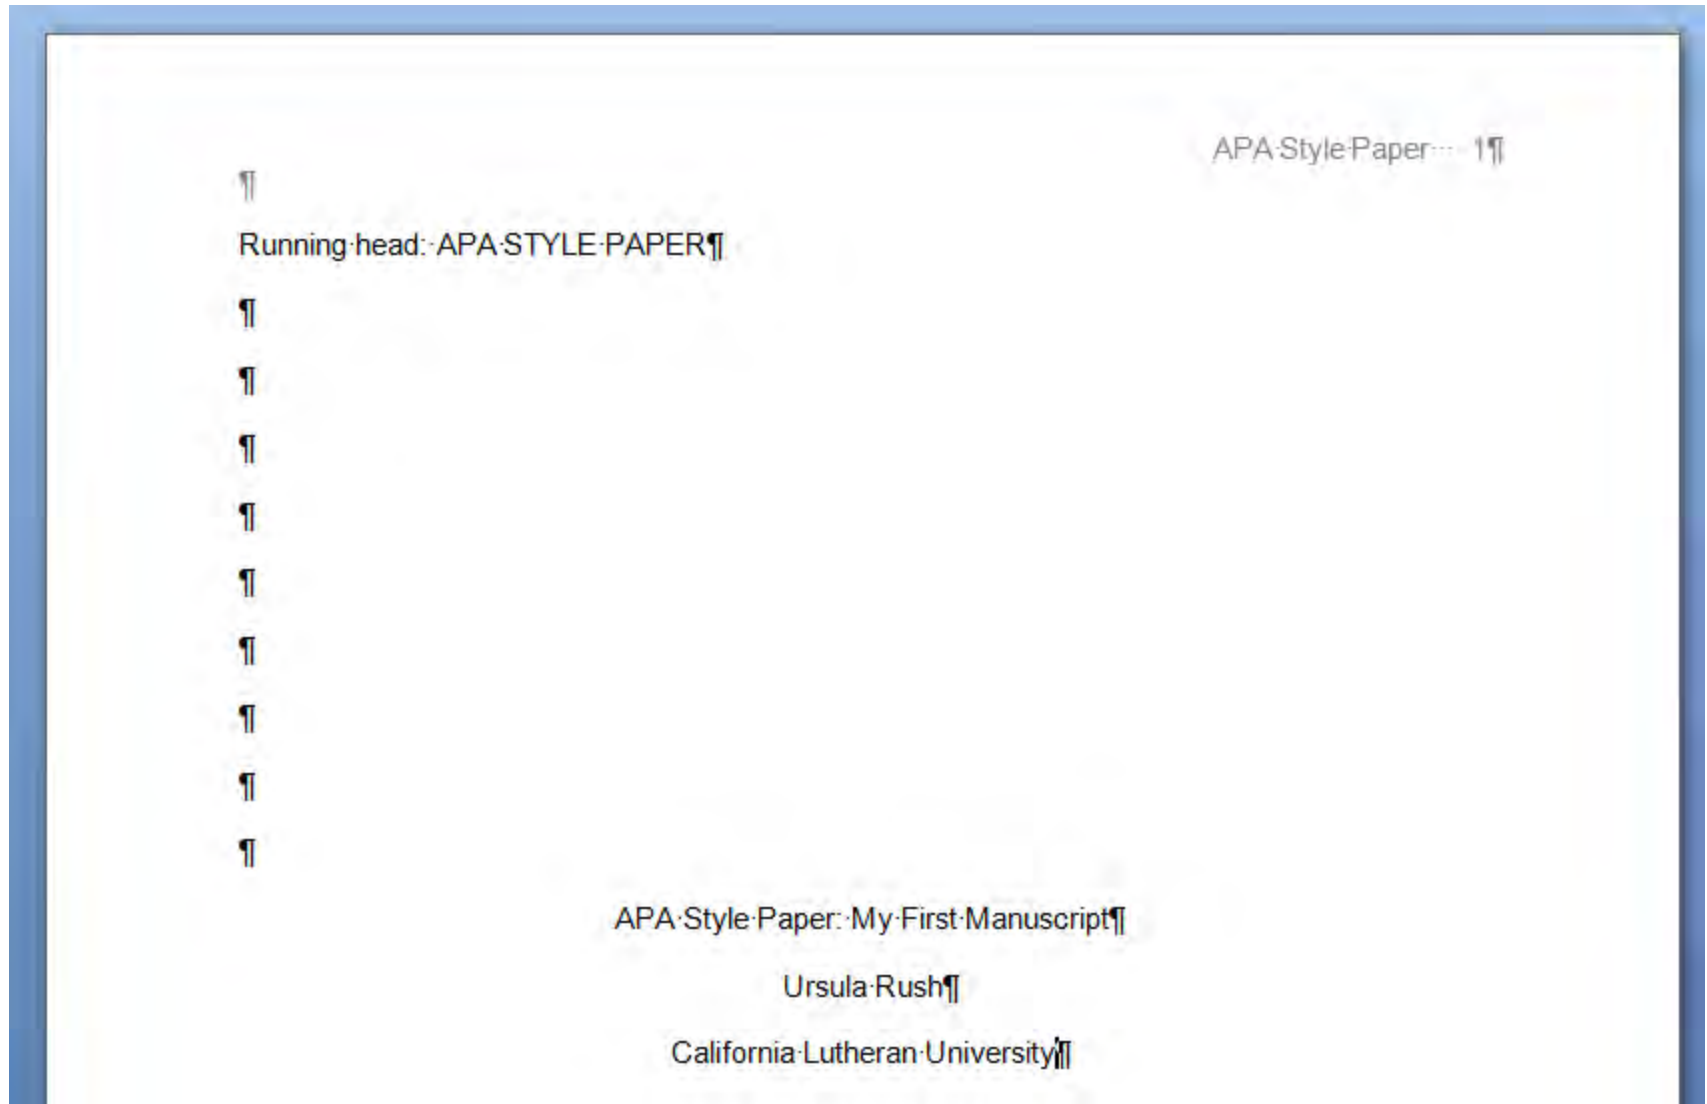 APA·Style·Paper···· 1¶
¶
Running·head:·APA·STYLE·PAPER¶
¶
¶
¶
¶
¶
¶
¶
¶
¶
APA·Style·Paper:·My·First·Manuscript¶
Ursula·Rush¶
California·Lutheran·University¶